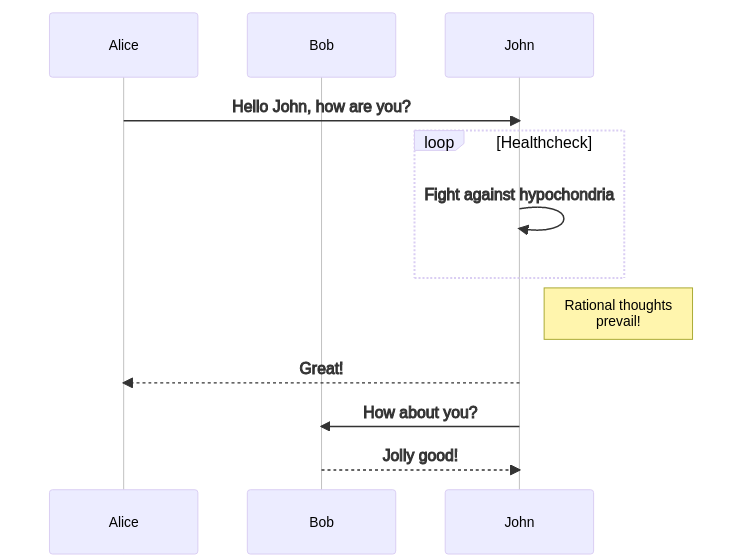 Alice
Bob
John
Hello John, how are you?
loop
[Healthcheck]
Fight against hypochondria
Rational thoughts
prevail!
Great!
How about you?
Jolly good!
Alice
Bob
John